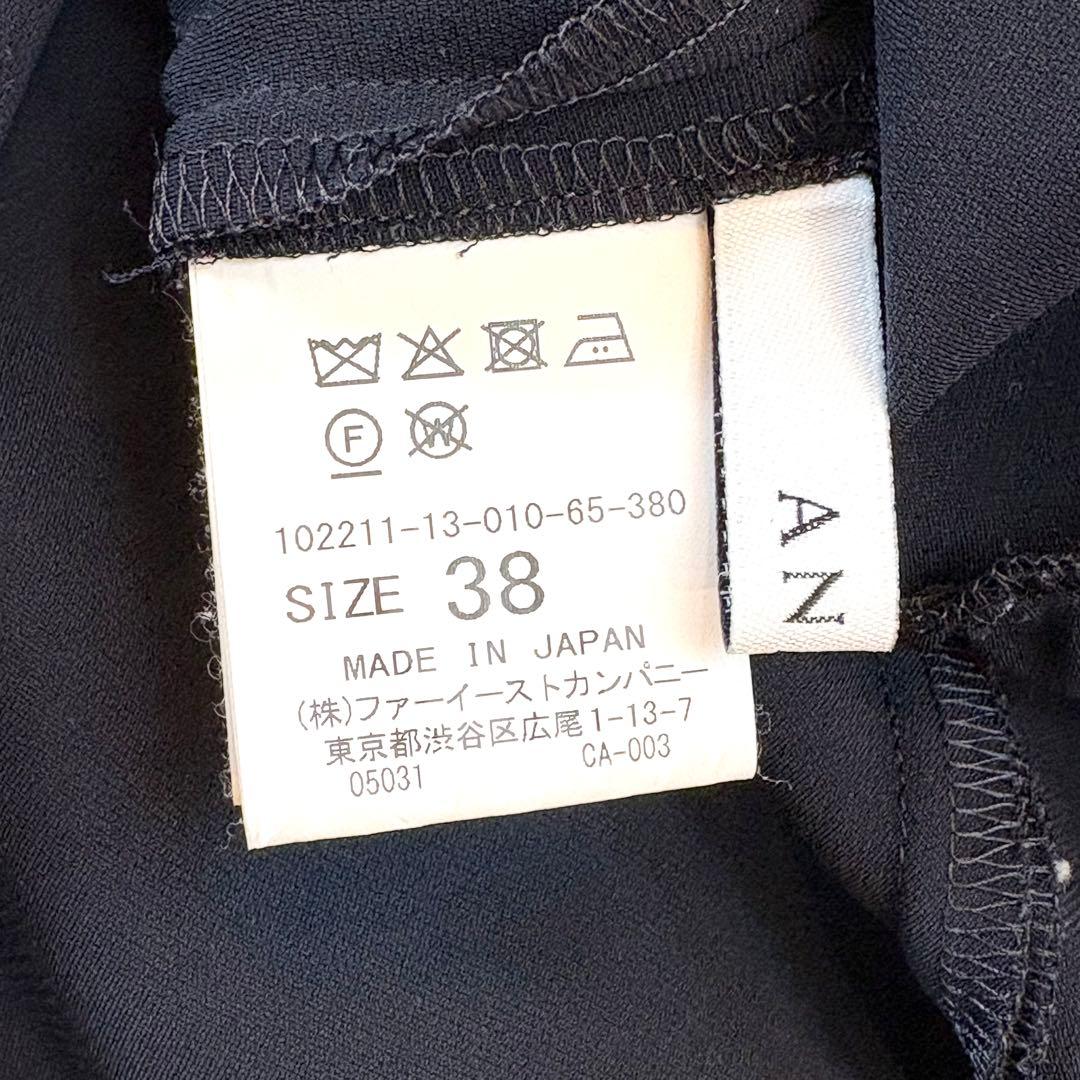 F
W
102211-13-010-65-380
SIZE 38
MADE IN JAPAN
(株)ファーイーストカンパニー
東京都渋谷区広尾1-13-7
05031 CA-003
AN